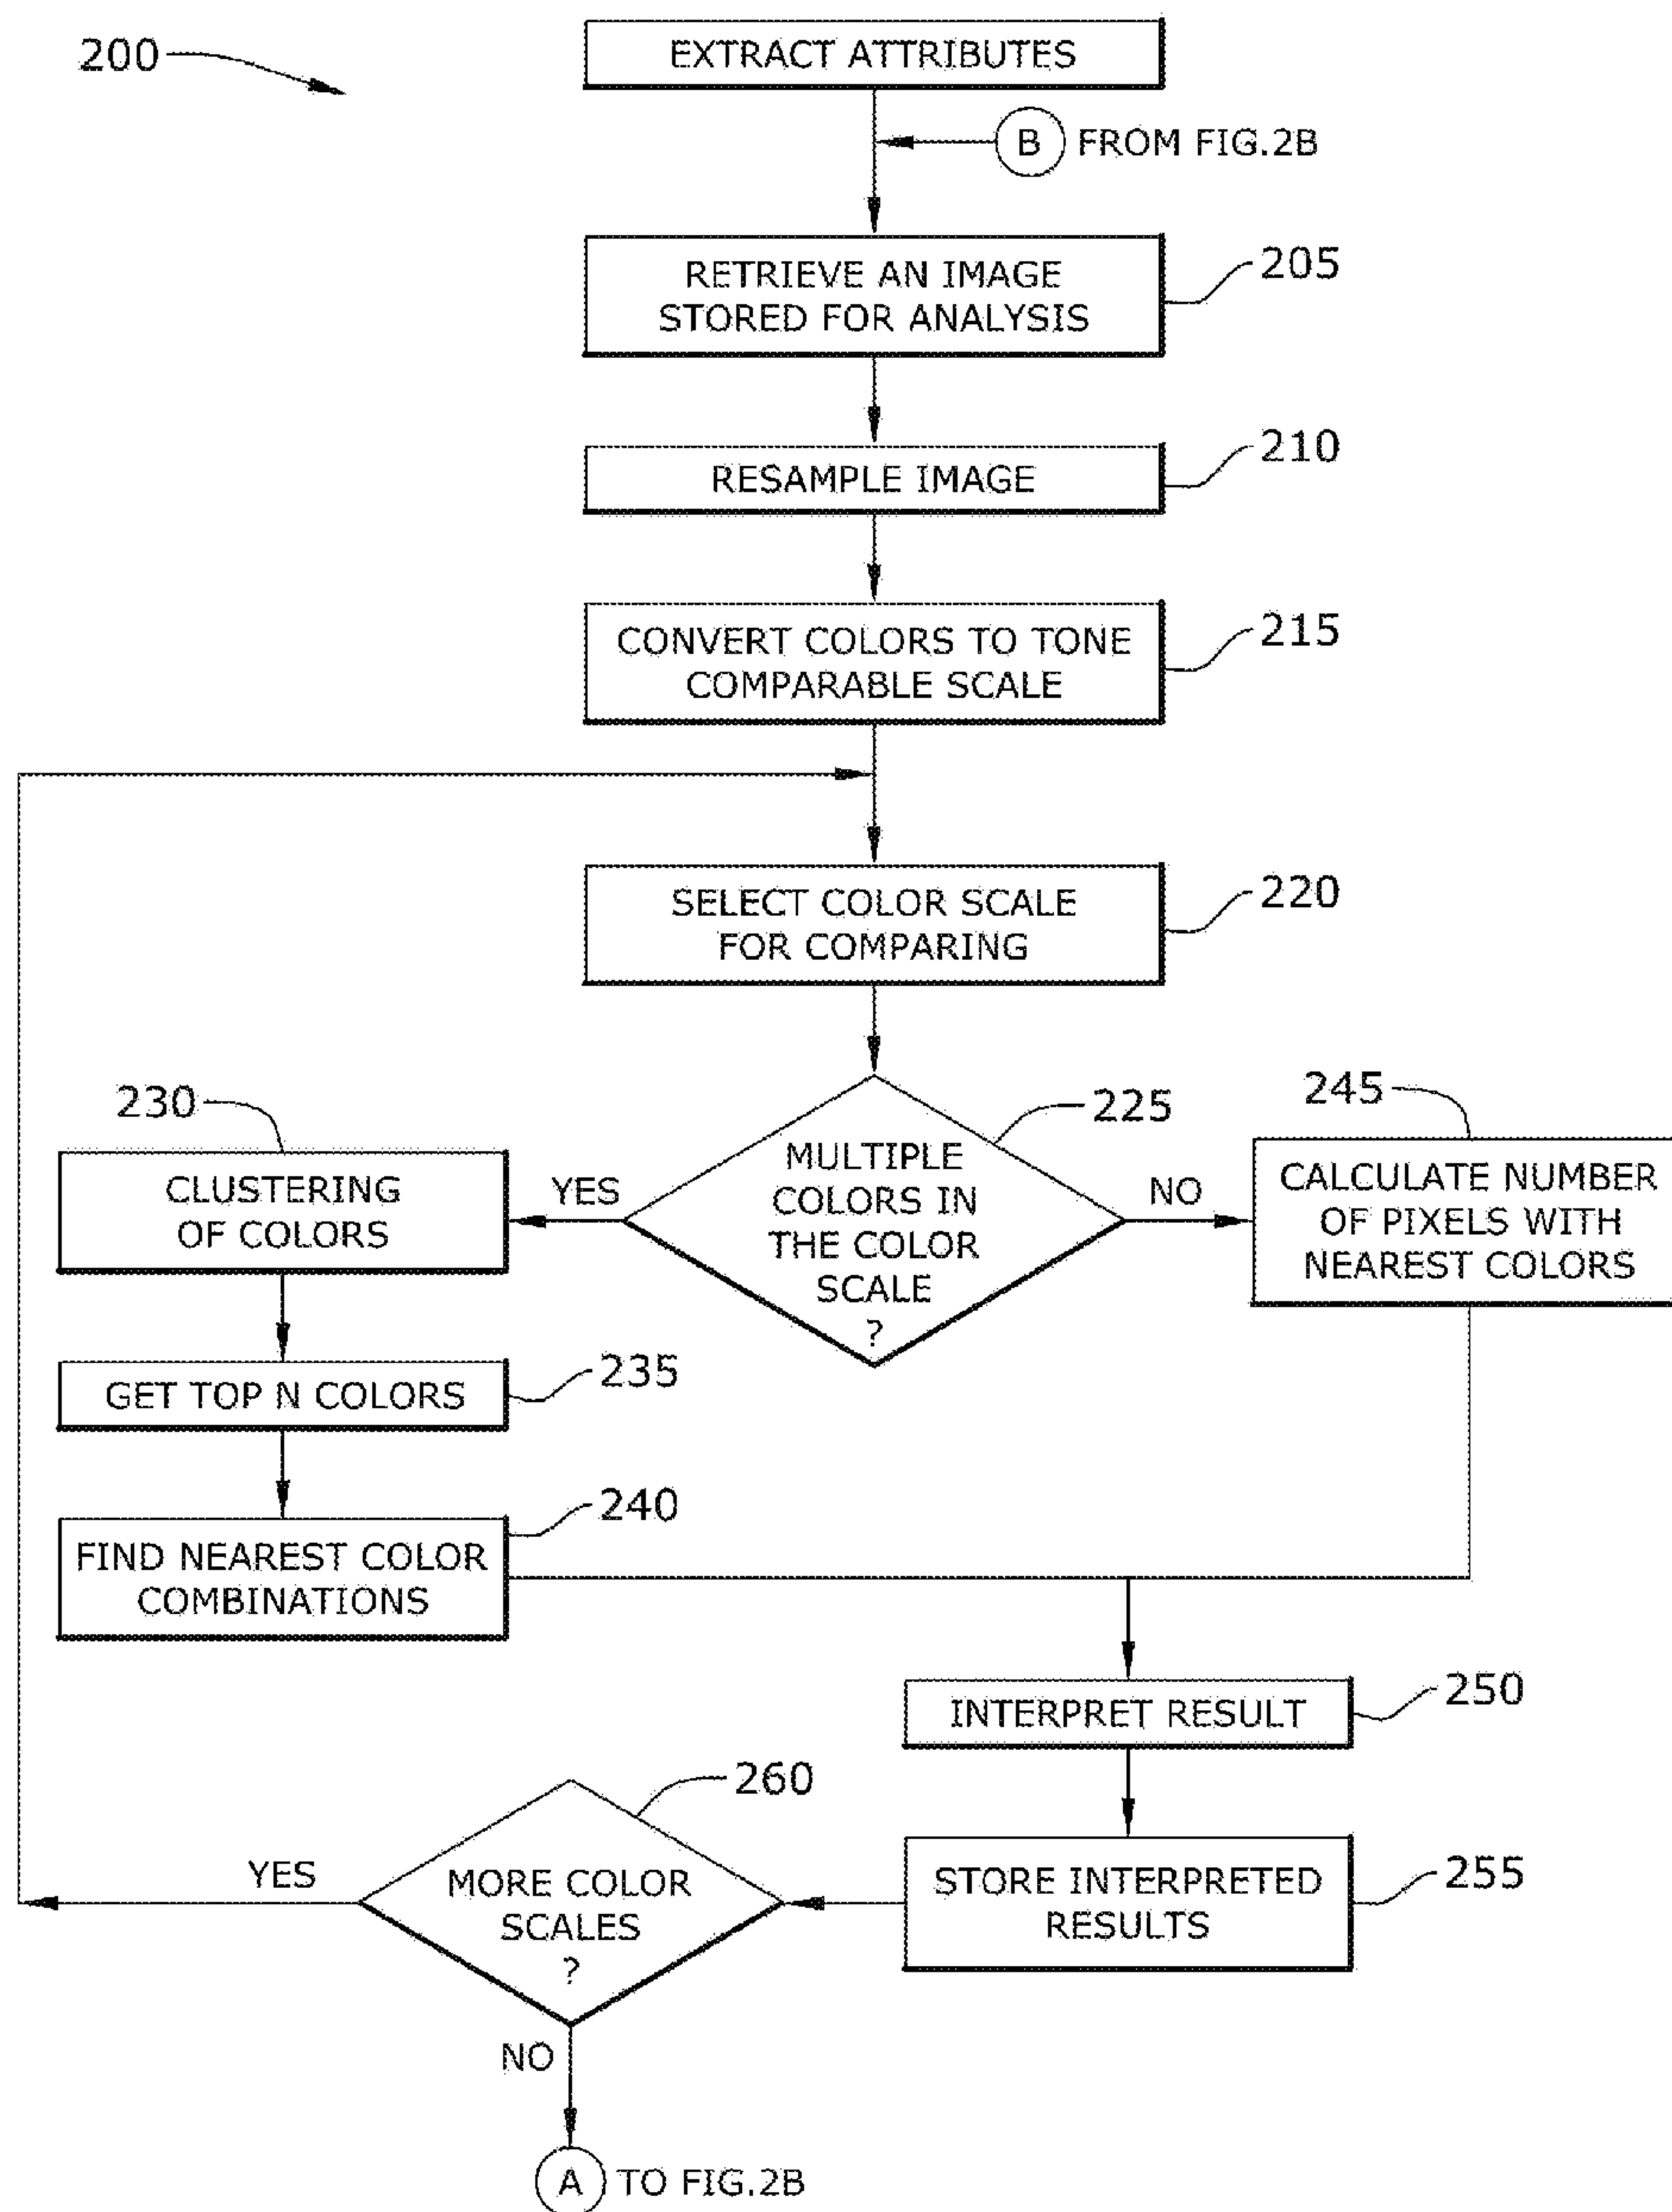 200
EXTRACT ATTRIBUTES
B FROM FIG.2B
RETRIEVE AN IMAGE
STORED FOR ANALYSIS
205
RESAMPLE IMAGE
210
CONVERT COLORS TO TONE
COMPARABLE SCALE
215
SELECT COLOR SCALE
FOR COMPARING
220
MULTIPLE
COLORS IN
THE COLOR
SCALE
?
225
YES
NO
230
CLUSTERING
OF COLORS
245
CALCULATE NUMBER
OF PIXELS WITH
NEAREST COLORS
GET TOP N COLORS
235
FIND NEAREST COLOR
COMBINATIONS
240
INTERPRET RESULT
250
STORE INTERPRETED
RESULTS
255
MORE COLOR
SCALES
?
260
YES
NO
A TO FIG.2B